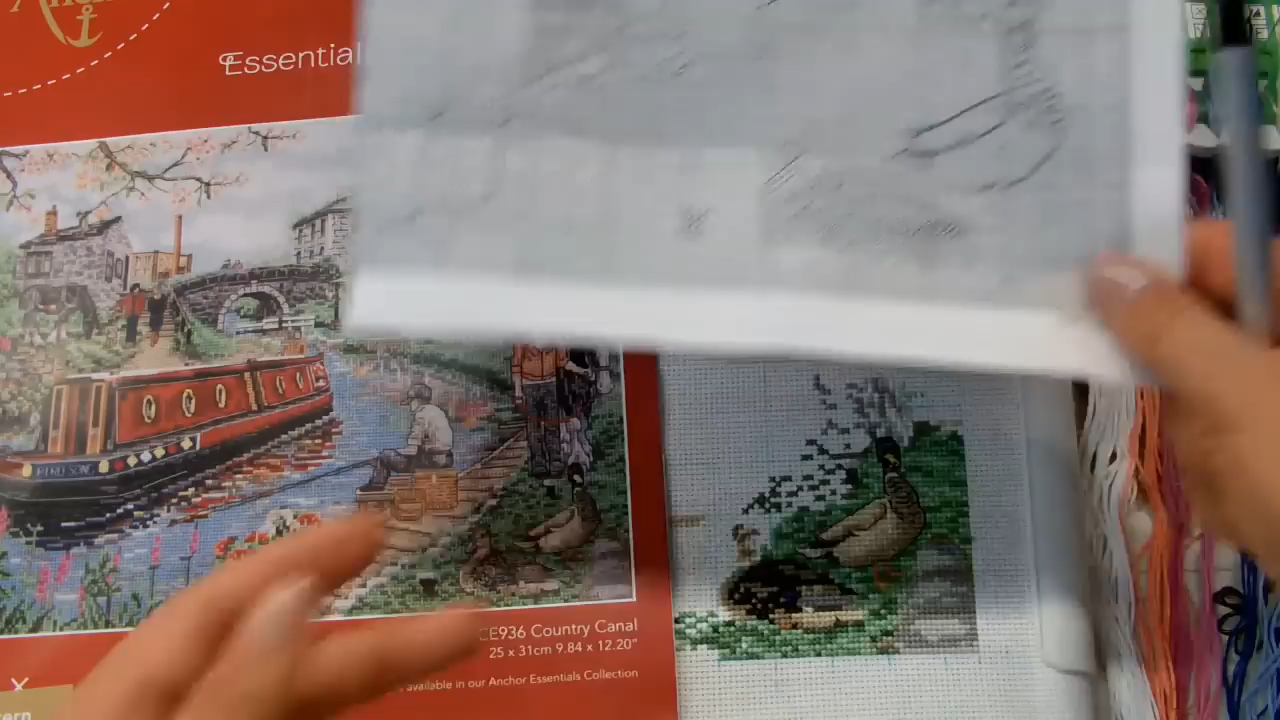 Essential
CE936 Country Canal
25 x 31cm 9.84 x 12.20"
available in our Anchor Essentials Collection